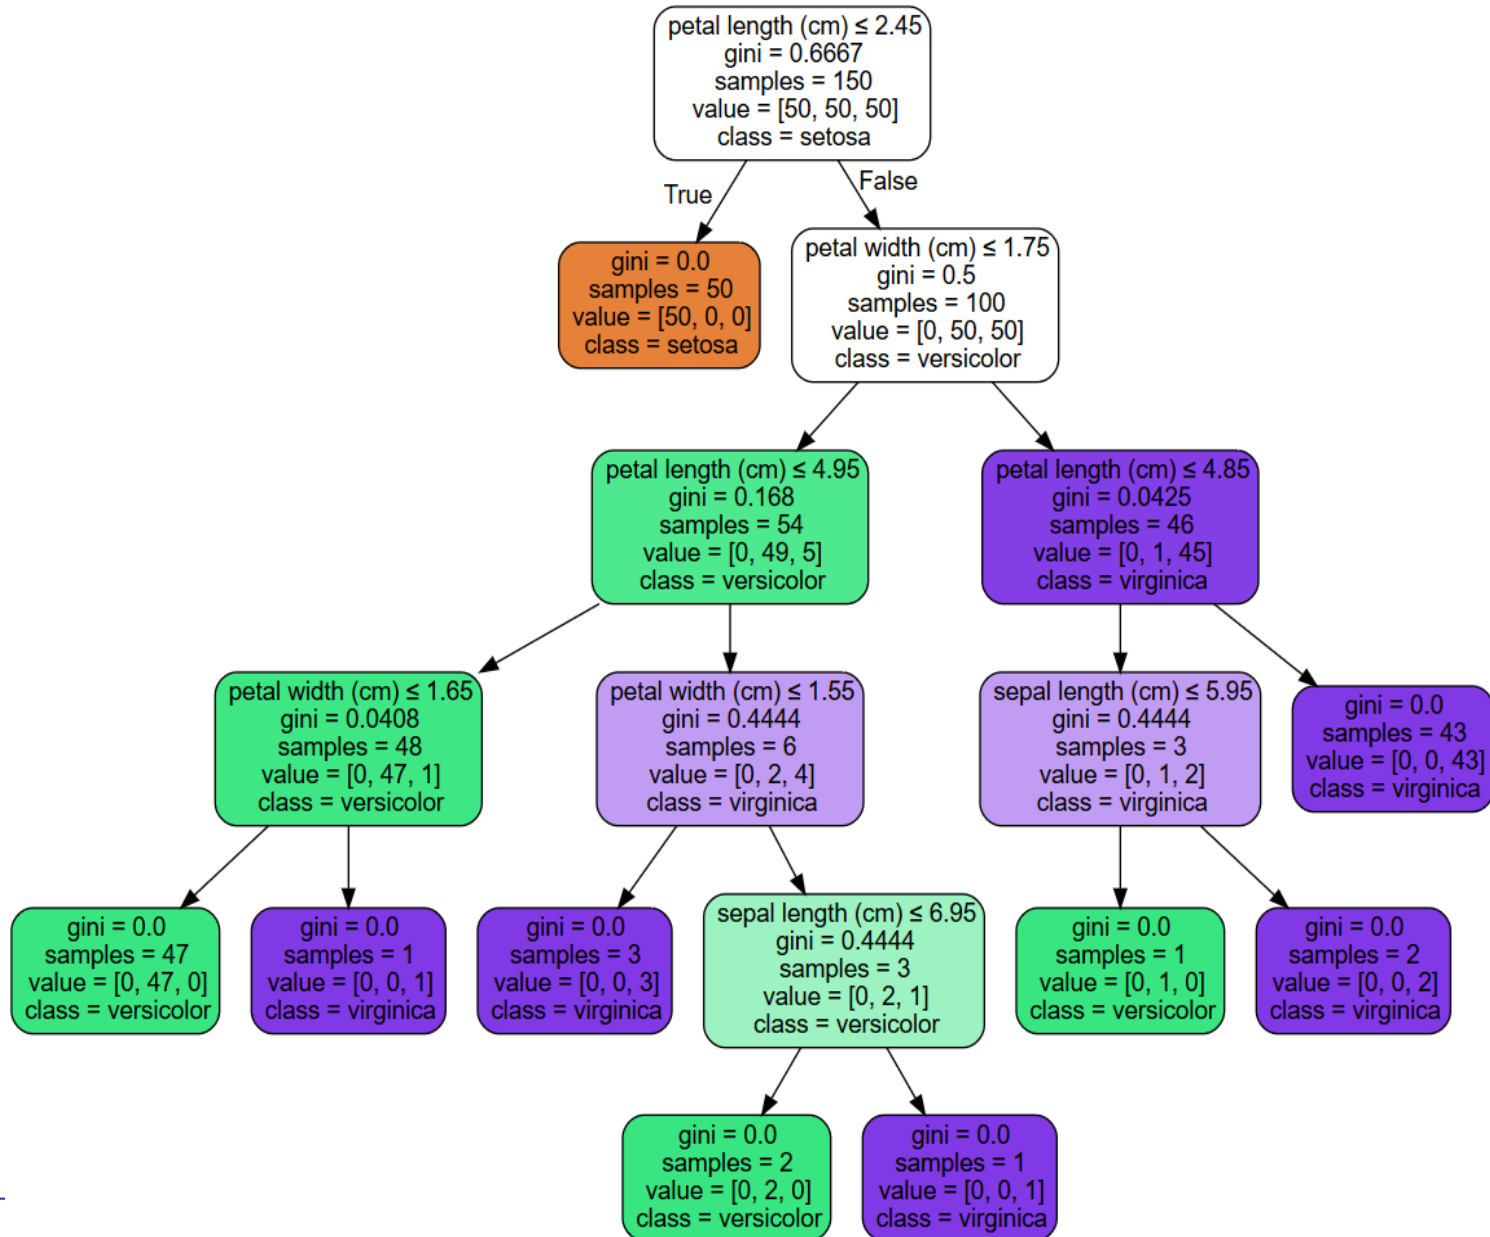 petal length (cm) ≤ 2.45
gini = 0.6667
samples = 150
value = [50, 50, 50]
class = setosa
True
False
gini = 0.0
samples = 50
value = [50, 0, 0]
class = setosa
petal width (cm) ≤ 1.75
gini = 0.5
samples = 100
value = [0, 50, 50]
class = versicolor
petal length (cm) ≤ 4.95
gini = 0.168
samples = 54
value = [0, 49, 5]
class = versicolor
petal length (cm) ≤ 4.85
gini = 0.0425
samples = 46
value = [0, 1, 45]
class = virginica
petal width (cm) ≤ 1.65
gini = 0.0408
samples = 48
value = [0, 47, 1]
class = versicolor
petal width (cm) ≤ 1.55
gini = 0.4444
samples = 6
value = [0, 2, 4]
class = virginica
sepal length (cm) ≤ 5.95
gini = 0.4444
samples = 3
value = [0, 1, 2]
class = virginica
gini = 0.0
samples = 43
value = [0, 0, 43]
class = virginica
gini = 0.0
samples = 47
value = [0, 47, 0]
class = versicolor
gini = 0.0
samples = 1
value = [0, 0, 1]
class = virginica
gini = 0.0
samples = 3
value = [0, 0, 3]
class = virginica
sepal length (cm) ≤ 6.95
gini = 0.4444
samples = 3
value = [0, 2, 1]
class = versicolor
gini = 0.0
samples = 1
value = [0, 1, 0]
class = versicolor
gini = 0.0
samples = 2
value = [0, 0, 2]
class = virginica
gini = 0.0
samples = 2
value = [0, 2, 0]
class = versicolor
gini = 0.0
samples = 1
value = [0, 0, 1]
class = virginica